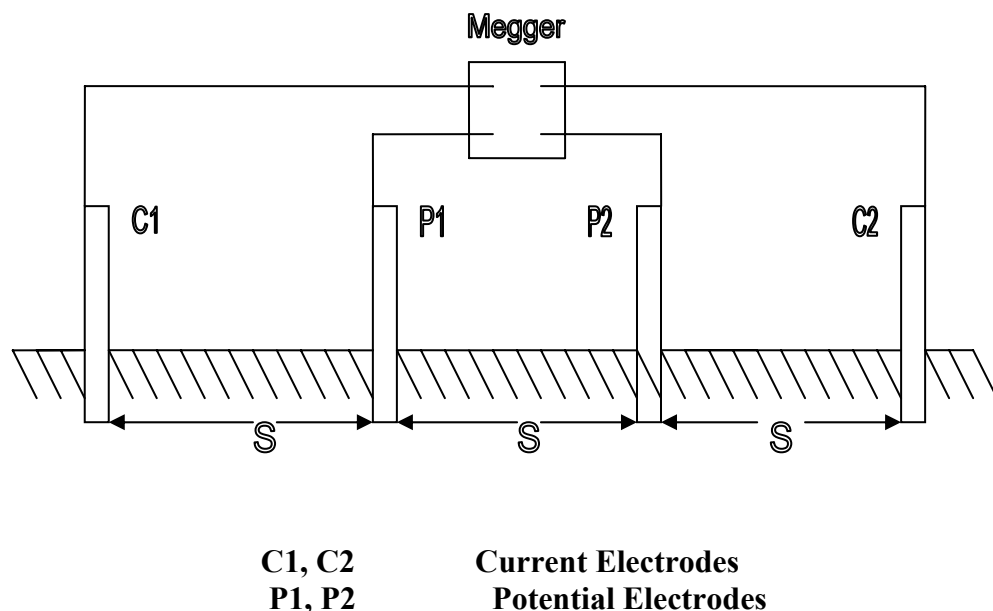 Megger
C1 P1 P2 C2
S S S
C1, C2 Current Electrodes
P1, P2 Potential Electrodes